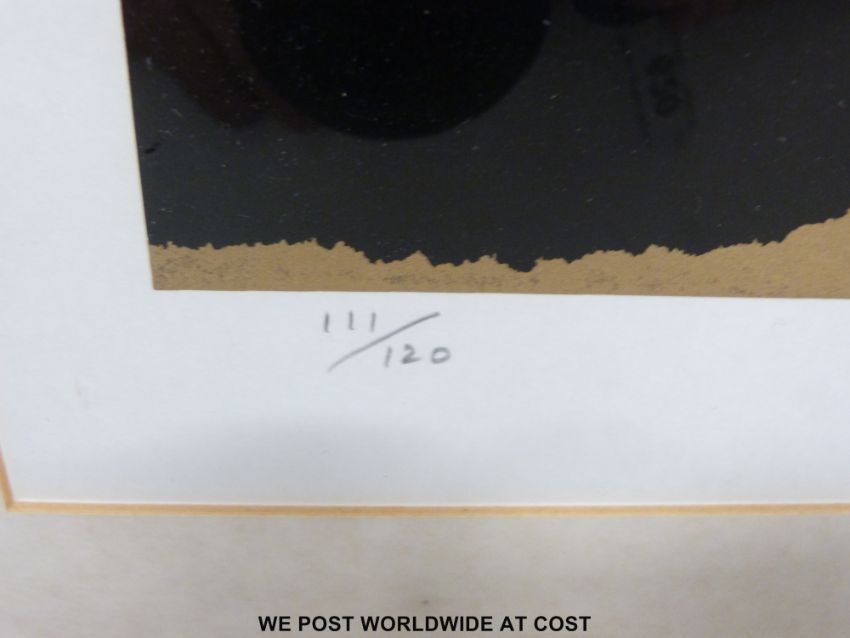 111/120
WE POST WORLDWIDE AT COST